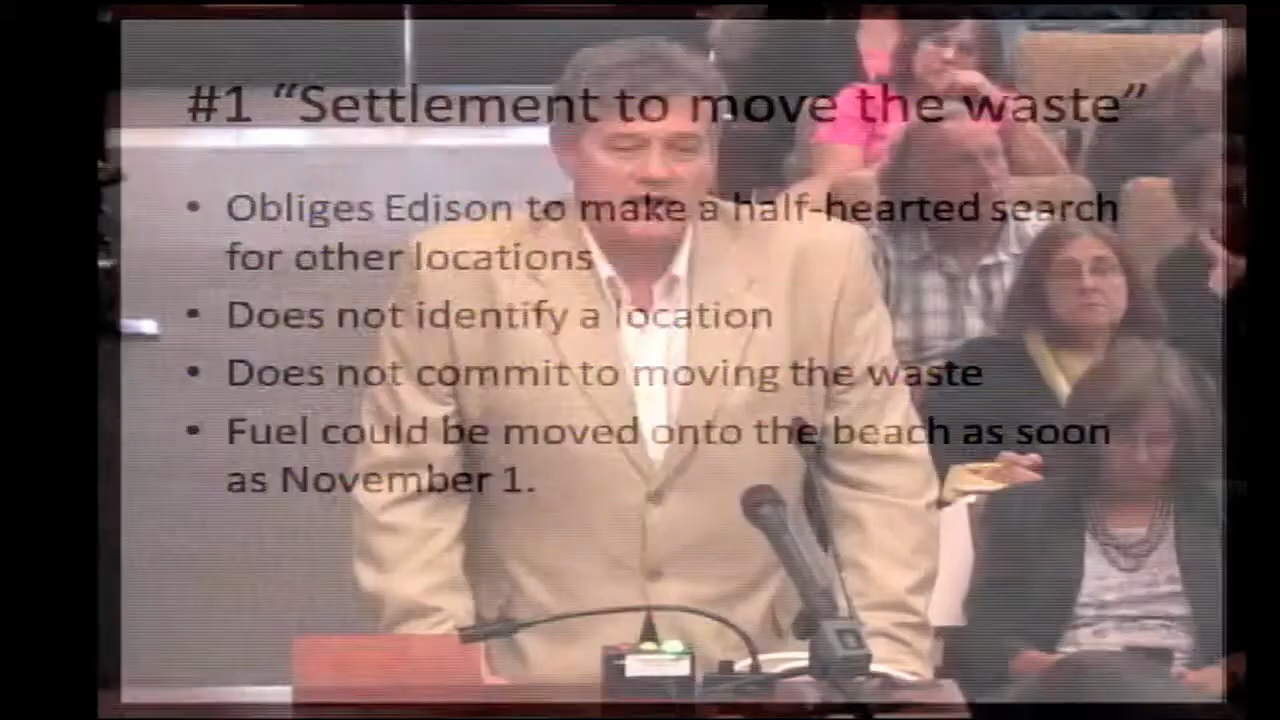 #1 “Settlement to move the waste”
• Obliges Edison to make a half-hearted search
for other locations
• Does not identify a location
• Does not commit to moving the waste
• Fuel could be moved onto the beach as soon
as November 1.